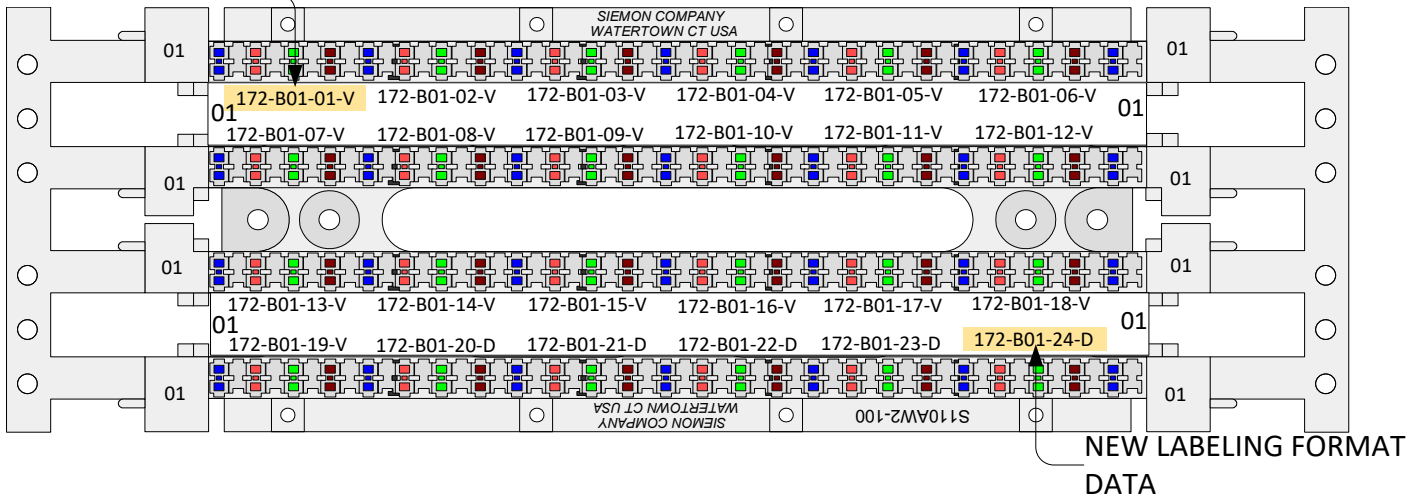 SIEMON COMPANY
WATERTOWN CT USA
01 01
172-B01-01-V 172-B01-02-V 172-B01-03-V 172-B01-04-V 172-B01-05-V 172-B01-06-V
01 01
172-B01-07-V 172-B01-08-V 172-B01-09-V 172-B01-10-V 172-B01-11-V 172-B01-12-V
01 01
01 01
172-B01-13-V 172-B01-14-V 172-B01-15-V 172-B01-16-V 172-B01-17-V 172-B01-18-V
01 01
172-B01-19-V 172-B01-20-D 172-B01-21-D 172-B01-22-D 172-B01-23-D 172-B01-24-D
01 01
SIEMON COMPANY
WATERTOWN CT USA
S110AW2-100
NEW LABELING FORMAT
DATA